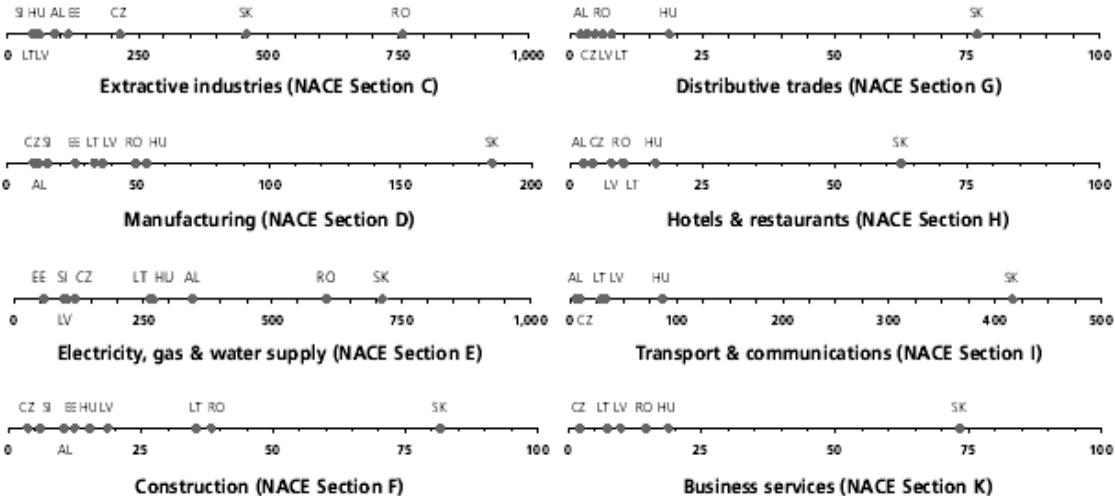 SI HU AL EE CZ SK RO
0 250 500 750 1,000
LT LV
Extractive industries (NACE Section C)
AL RO HU SK
0 CZ LV LT 25 50 75 100
Distributive trades (NACE Section G)
CZ SI EE LT LV RO HU SK
0 AL 50 100 150 200
Manufacturing (NACE Section D)
AL CZ RO HU SK
LV LT
0 25 50 75 100
Hotels & restaurants (NACE Section H)
EE SI CZ LT HU AL RO SK
0 LV 250 500 750 1,000
Electricity, gas & water supply (NACE Section E)
AL LT LV HU SK
0 CZ 100 200 300 400 500
Transport & communications (NACE Section I)
CZ SI EE HU LV LT RO SK
0 AL 25 50 75 100
Construction (NACE Section F)
CZ LT LV RO HU SK
0 25 50 75 100
Business services (NACE Section K)